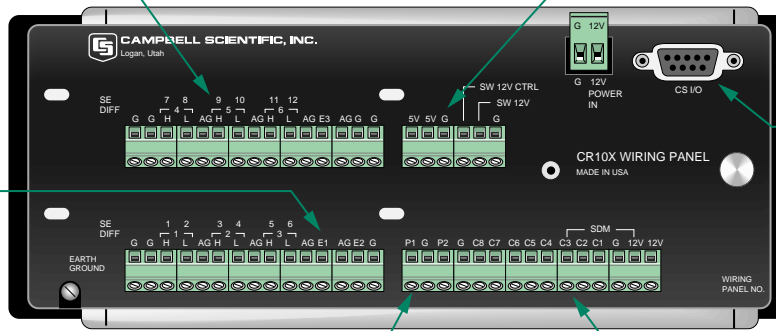 CAMPBELL SCIENTIFIC, INC.
Logan, Utah
G 12V
G 12V
POWER
IN
CS I/O
SW 12V CTRL
SW 12V
SE 7 8 9 10 11 12
DIFF 4 5 6
G G H L AG H L AG H L AG E3 AG G G
5V 5V G G
CR10X WIRING PANEL
MADE IN USA
SE 1 2 3 4 5 6
DIFF 1 2 3
G G H L AG H L AG H L AG E1 AG E2 G
SDM
P1 G P2 G C8 C7 C6 C5 C4 C3 C2 C1 G 12V 12V
EARTH
GROUND
WIRING
PANEL NO.